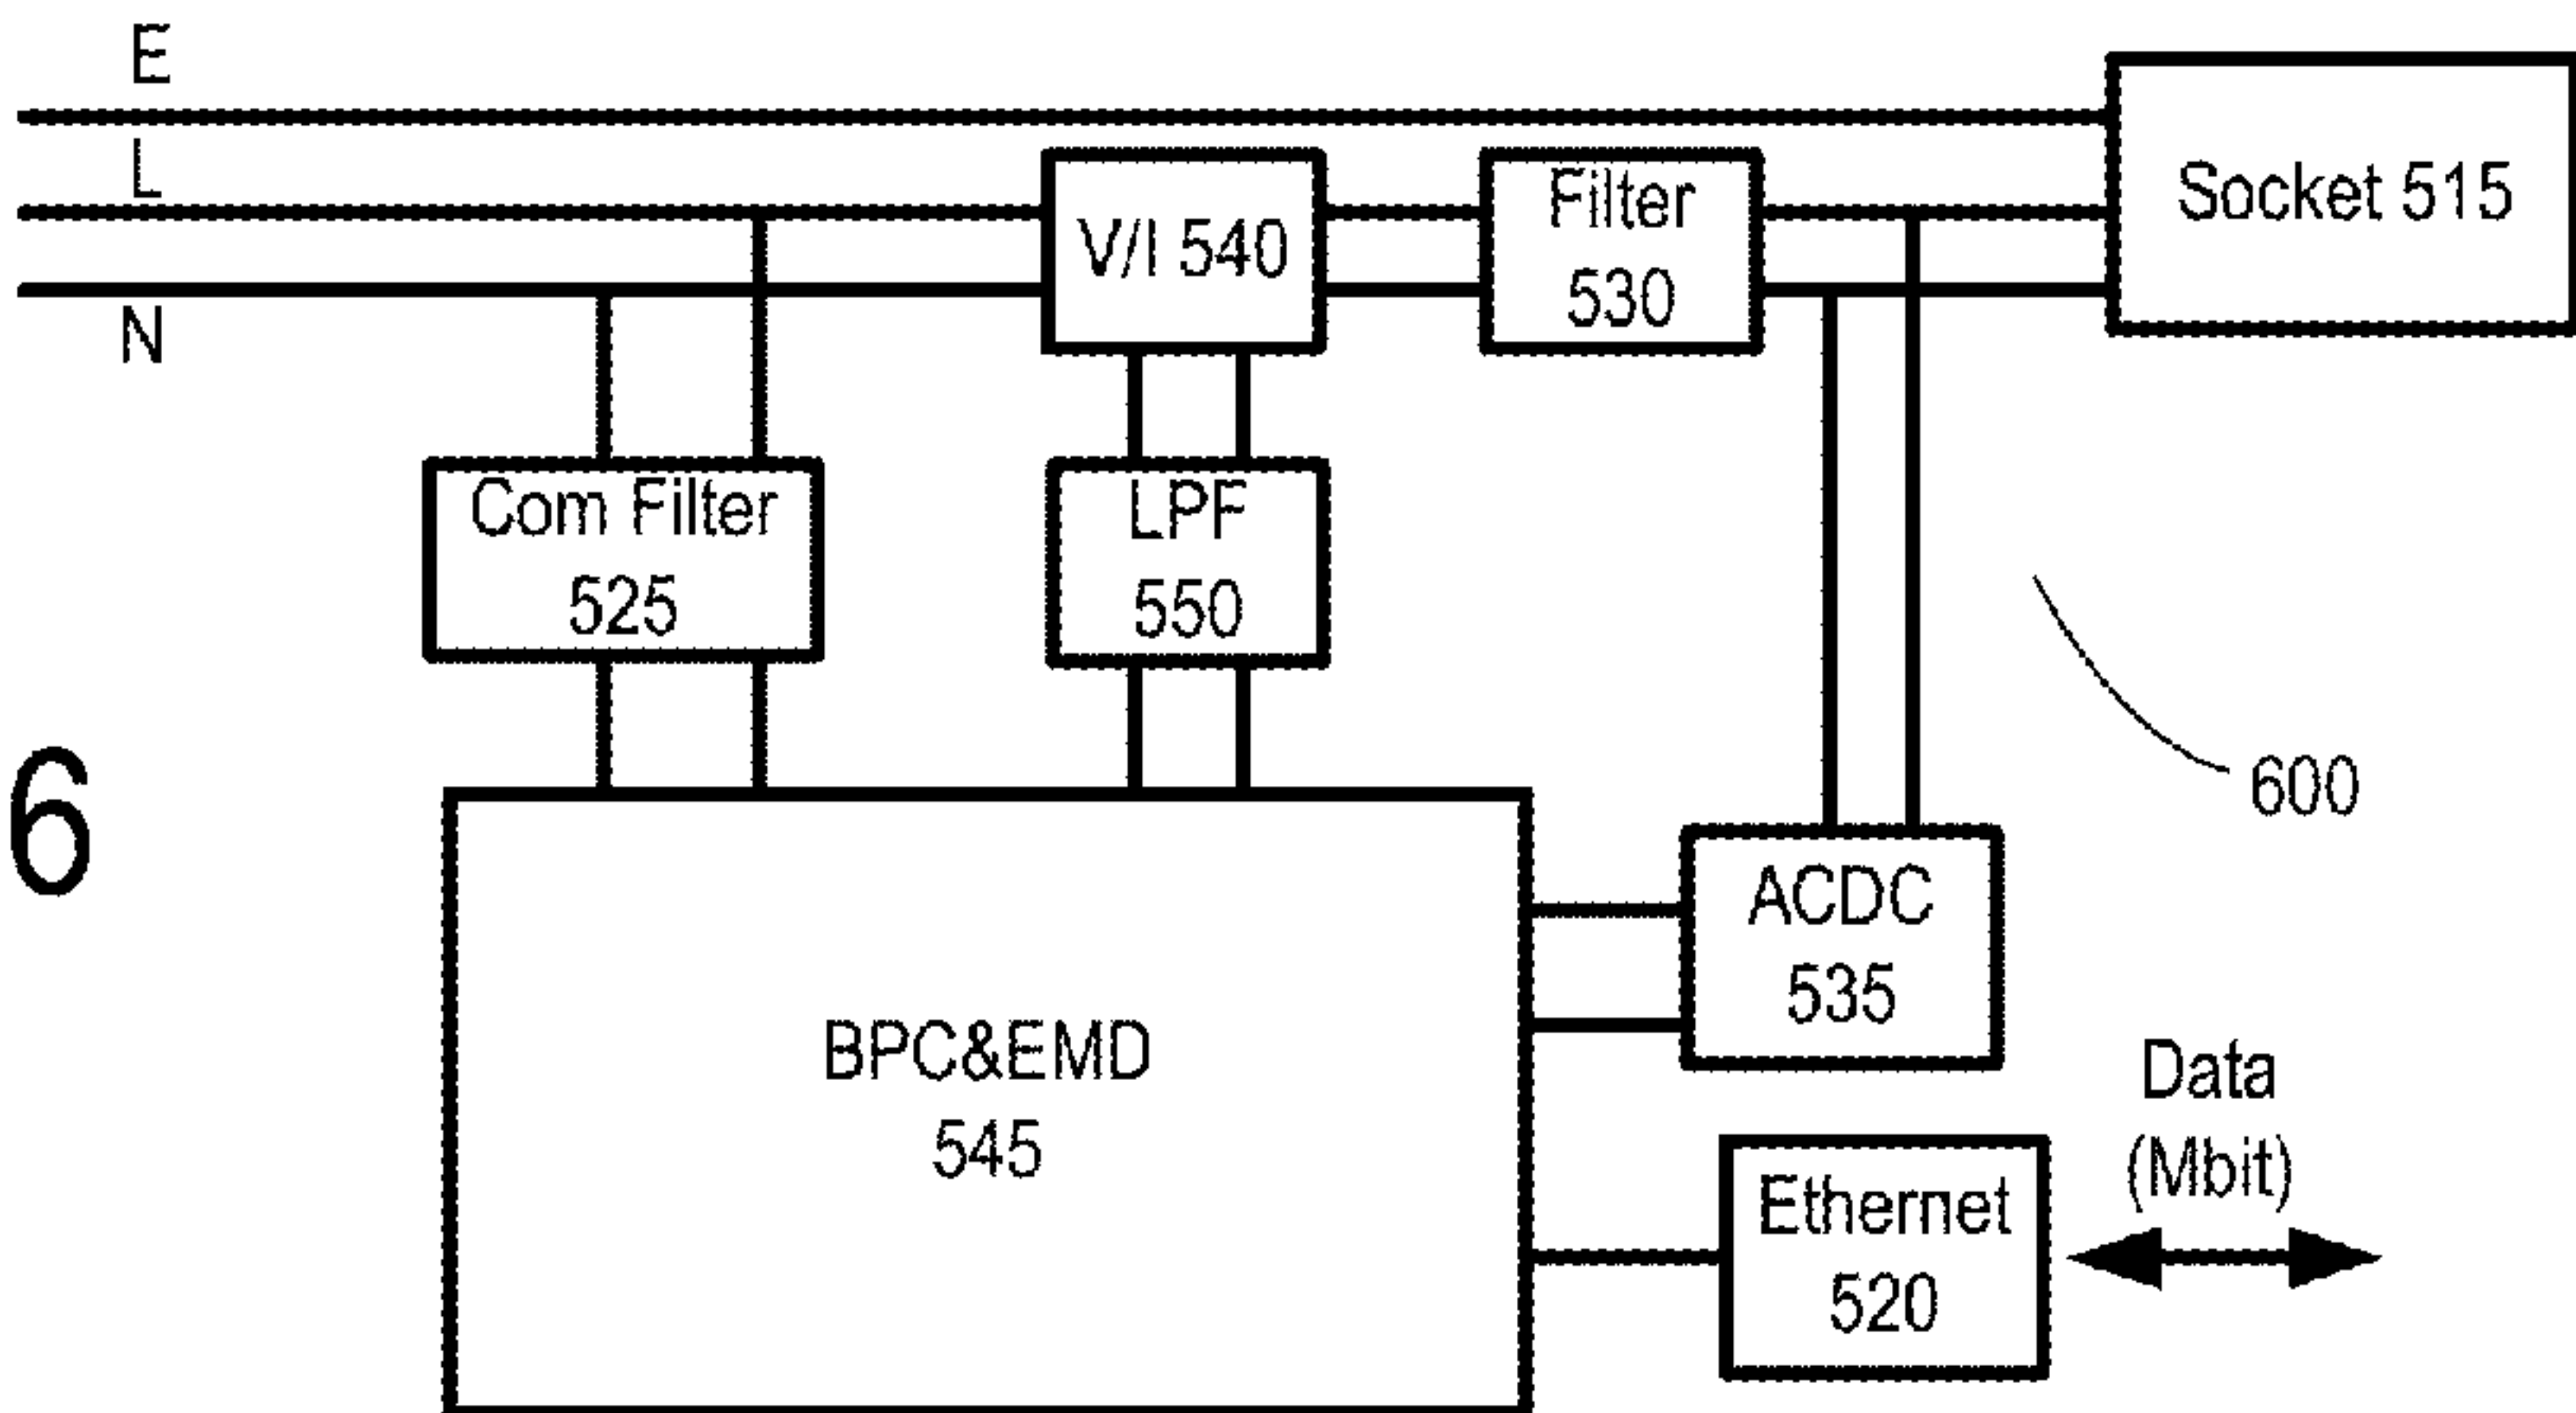 E
L
N
V/I 540
Filter
530
Socket 515
Com Filter
525
LPF
550
600
6
ACDC
535
BPC&EMD
545
Data
(Mbit)
Ethernet
520